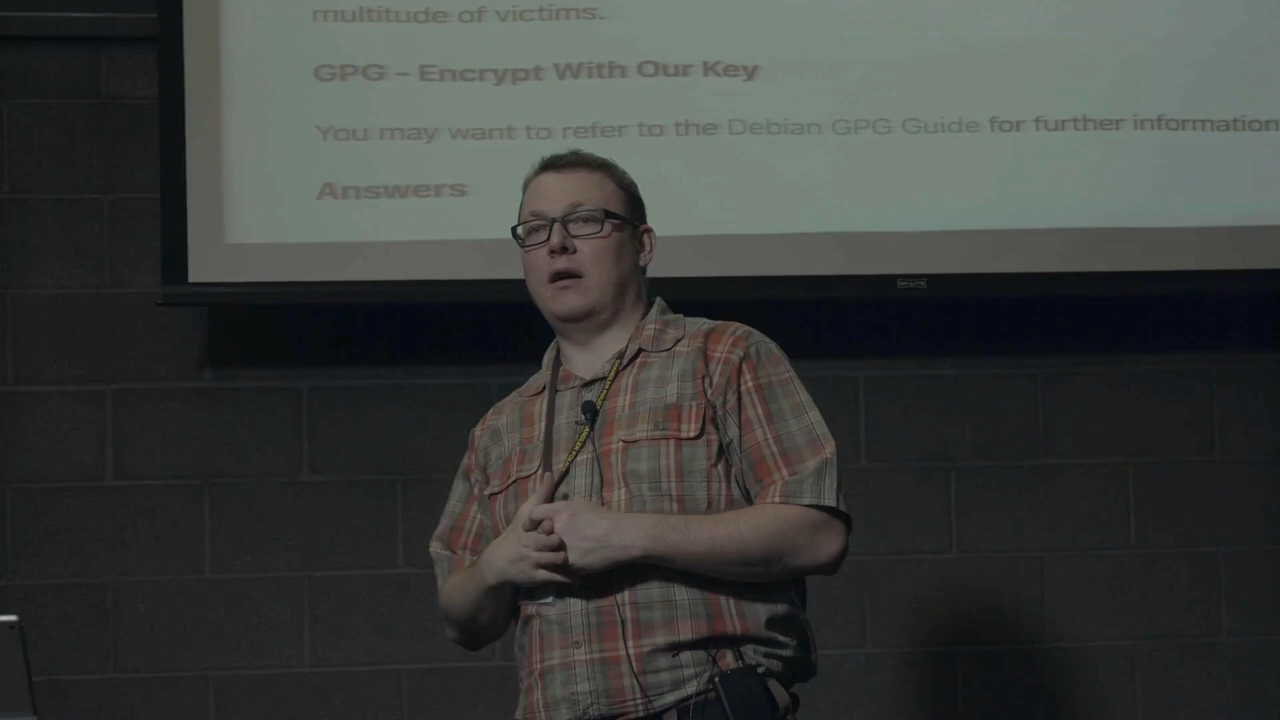 multitude of victims.
GPG - Encrypt With Our Key
You may want to refer to the Debian GPG Guide for further information
Answers